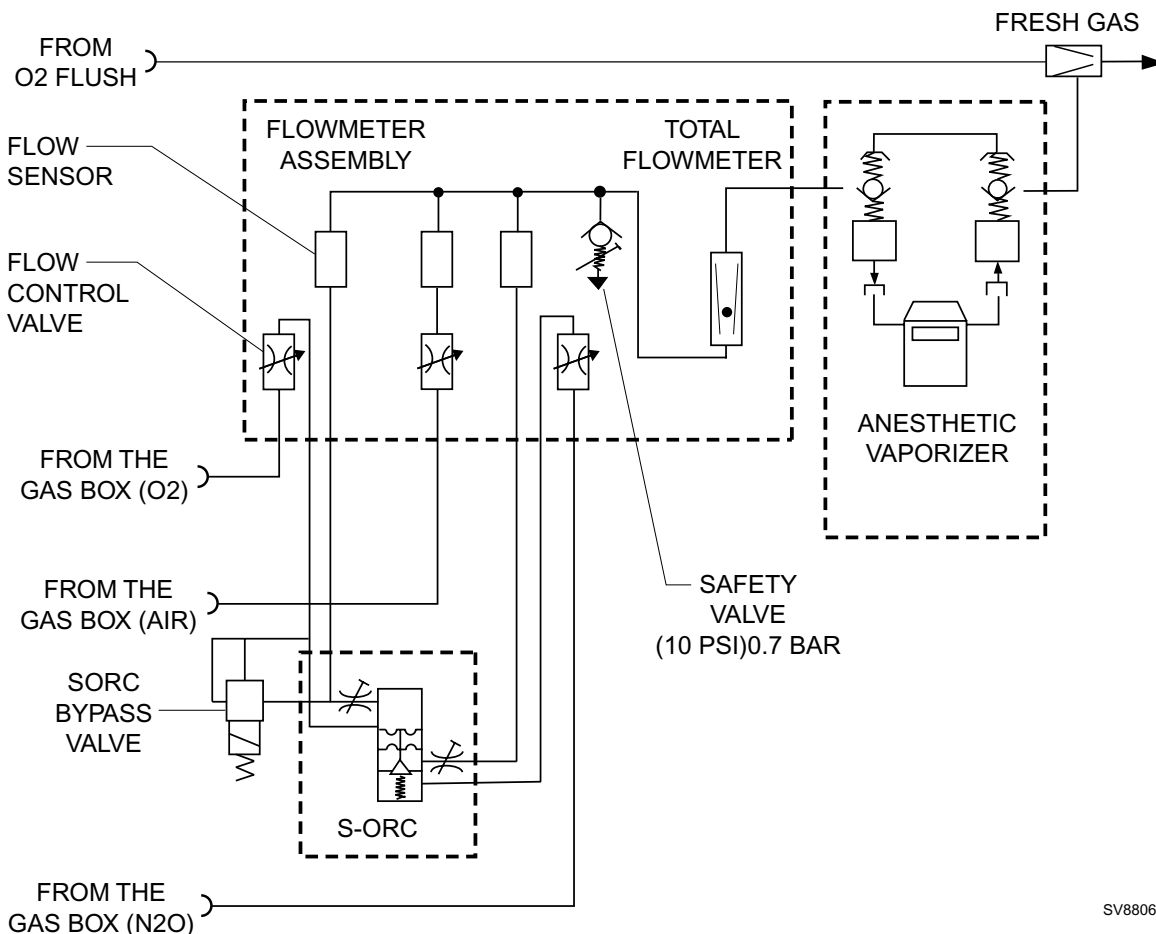 FRESH GAS
FROM
O2 FLUSH
FLOWMETER
ASSEMBLY
TOTAL
FLOWMETER
FLOW
SENSOR
FLOW
CONTROL
VALVE
ANESTHETIC
VAPORIZER
FROM THE
GAS BOX (O2)
FROM THE
GAS BOX (AIR)
SAFETY
VALVE
(10 PSI)0.7 BAR
SORC
BYPASS
VALVE
S-ORC
FROM THE
GAS BOX (N2O)
SV8806